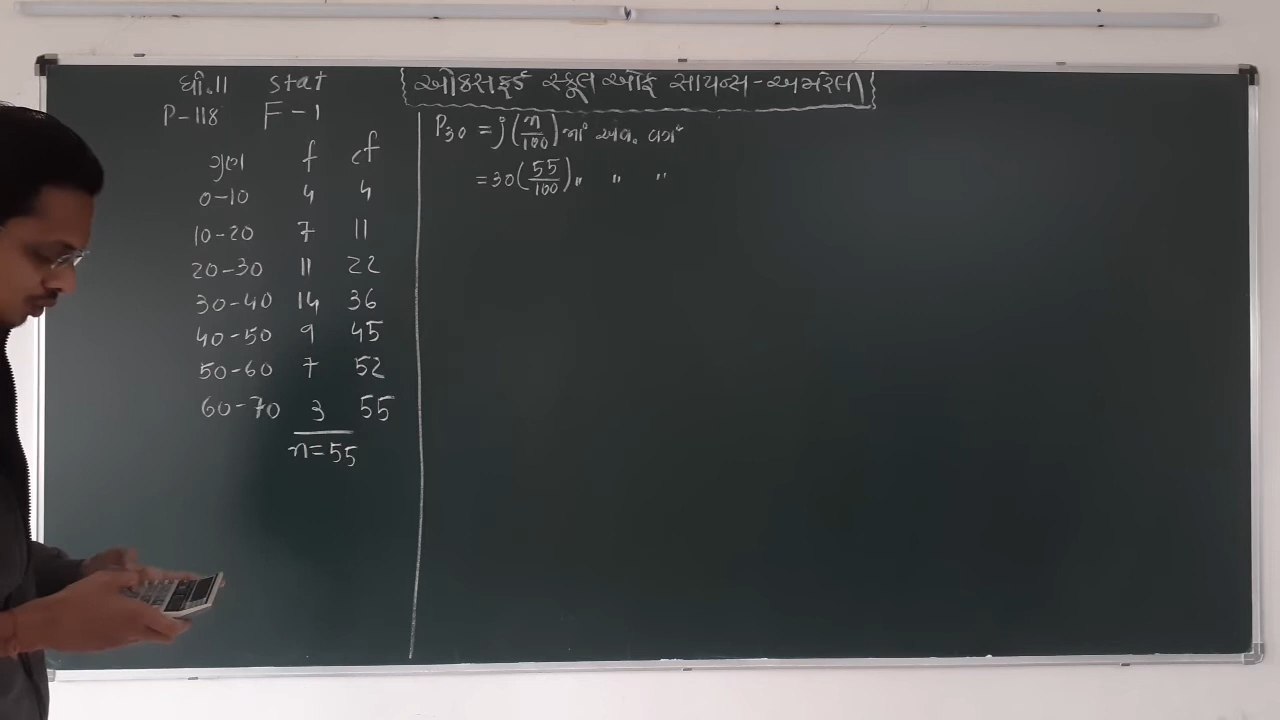 ધો.11 stat
P-118 F-1
{ઓક્સફર્ડ સ્કૂલ ઓફ સાયન્સ-અમરેલી}
ગુણ f cf
0-10 4 4
10-20 7 11
20-30 11 22
30-40 14 36
40-50 9 45
50-60 7 52
60-70 3 55
n=55
P30 = j(n/100) માં અવ. વર્ગ
=30(55/100) " " "